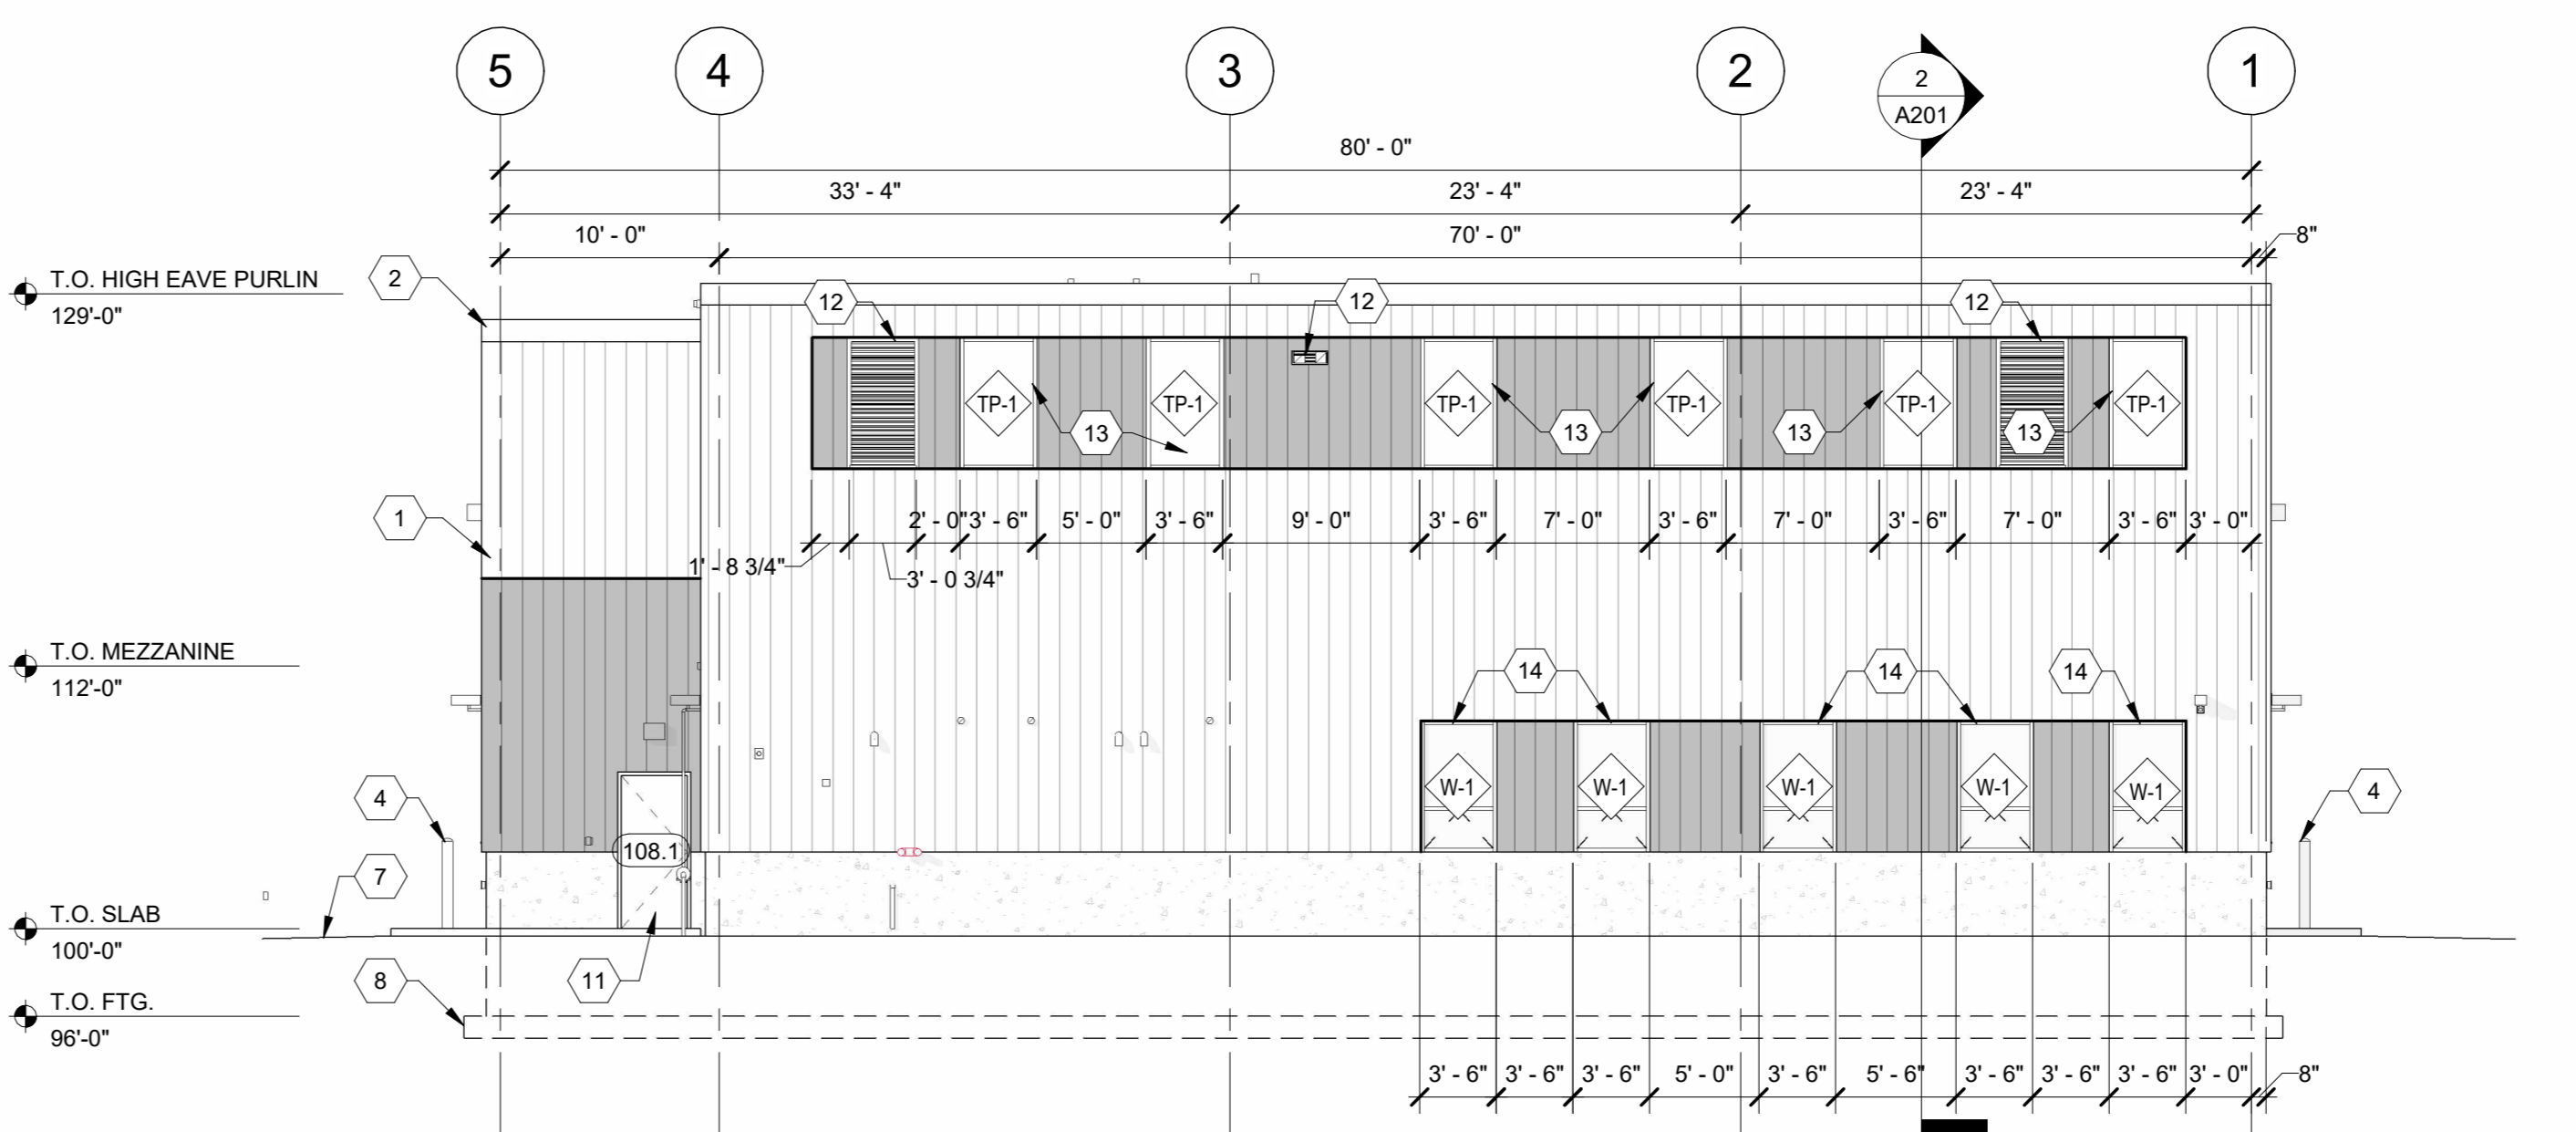 5 4 3 2 1
2
A201
80' - 0"
33' - 4" 23' - 4" 23' - 4"
10' - 0" 70' - 0" 8"
T.O. HIGH EAVE PURLIN
129'-0"
2
12 12 12
TP-1 TP-1 TP-1 TP-1 TP-1 TP-1
13 13 13 13
1
2' - 0" 3' - 6" 5' - 0" 3' - 6" 9' - 0" 3' - 6" 7' - 0" 3' - 6" 7' - 0" 3' - 6" 7' - 0" 3' - 6" 3' - 0"
1' - 8 3/4" 3' - 0 3/4"
T.O. MEZZANINE
112'-0"
14 14 14
W-1 W-1 W-1 W-1 W-1
4 4
108.1
7
T.O. SLAB
100'-0"
8 11
T.O. FTG.
96'-0"
3' - 6" 3' - 6" 3' - 6" 5' - 0" 3' - 6" 5' - 6" 3' - 6" 3' - 6" 3' - 6" 3' - 0" 8"